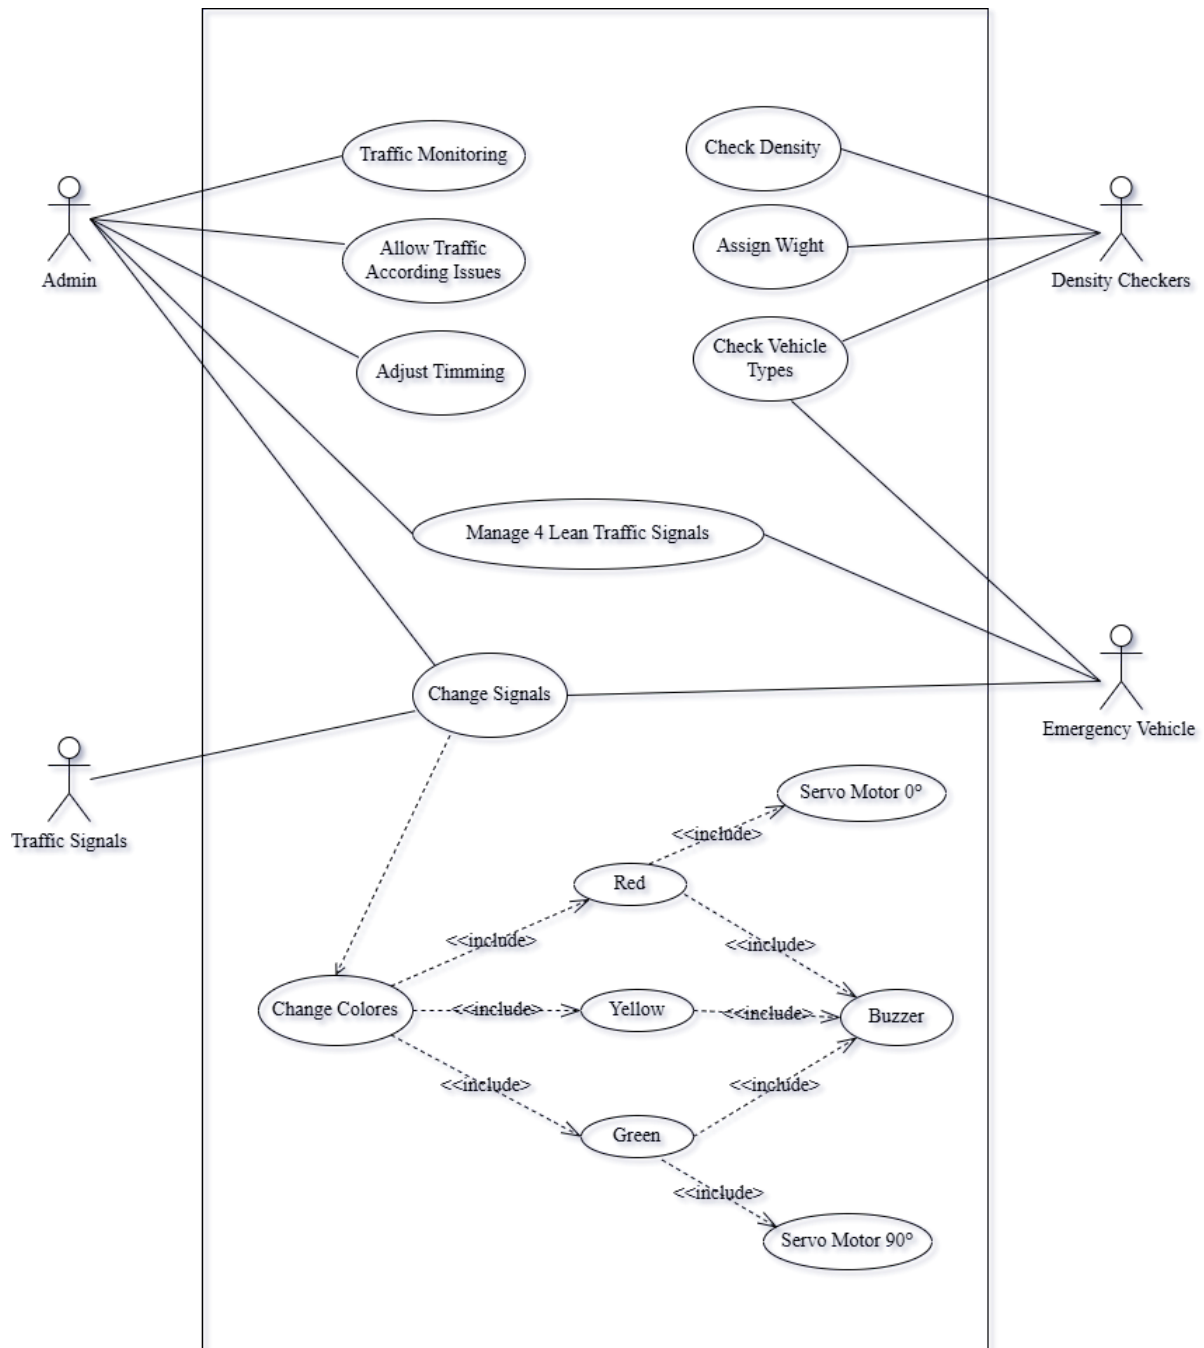 Check Density
Traffic Monitoring
Assign Wight
Allow Traffic
According Issues
Admin
Density Checkers
Check Vehicle
Types
Adjust Timming
Manage 4 Lean Traffic Signals
Change Signals
Emergency Vehicle
Servo Motor 0°
Traffic Signals
<<include>>
Red
<<include>>
<<include>>
Change Colores
<<include>>
Yellow
<<include>>
Buzzer
<<include>>
<<include>>
Green
<<include>>
Servo Motor 90°